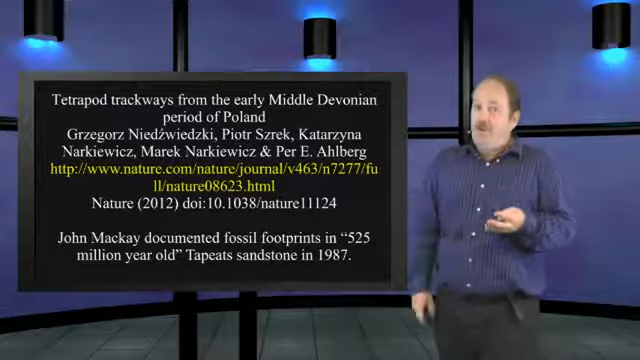 Tetrapod trackways from the early Middle Devonian
period of Poland
Grzegorz Niedźwiedzki, Piotr Szrek, Katarzyna
Narkiewicz, Marek Narkiewicz & Per E. Ahlberg
http://www.nature.com/nature/journal/v463/n7277/fu
ll/nature08623.html
Nature (2012) doi:10.1038/nature11124
John Mackay documented fossil footprints in “525
million year old” Tapeats sandstone in 1987.